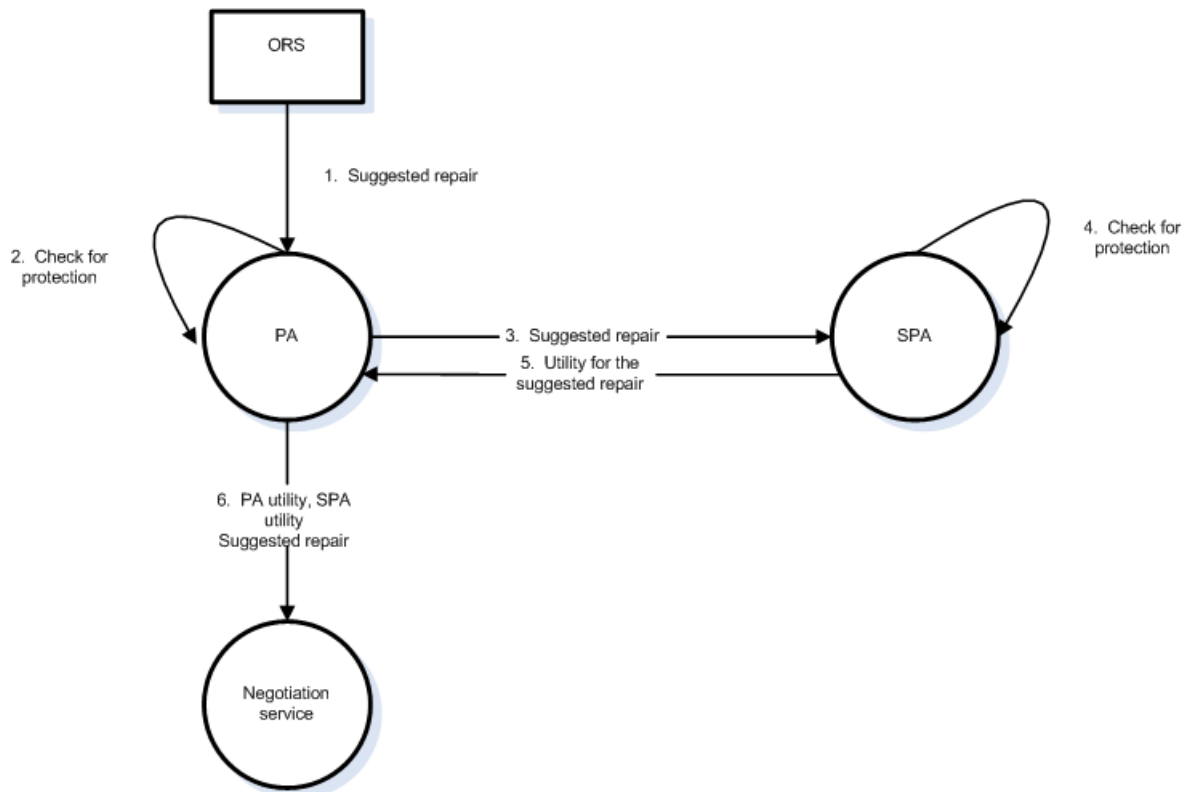 ORS
1. Suggested repair
2. Check for
protection
4. Check for
protection
PA
3. Suggested repair
SPA
5. Utility for the
suggested repair
6. PA utility, SPA
utility
Suggested repair
Negotiation
service